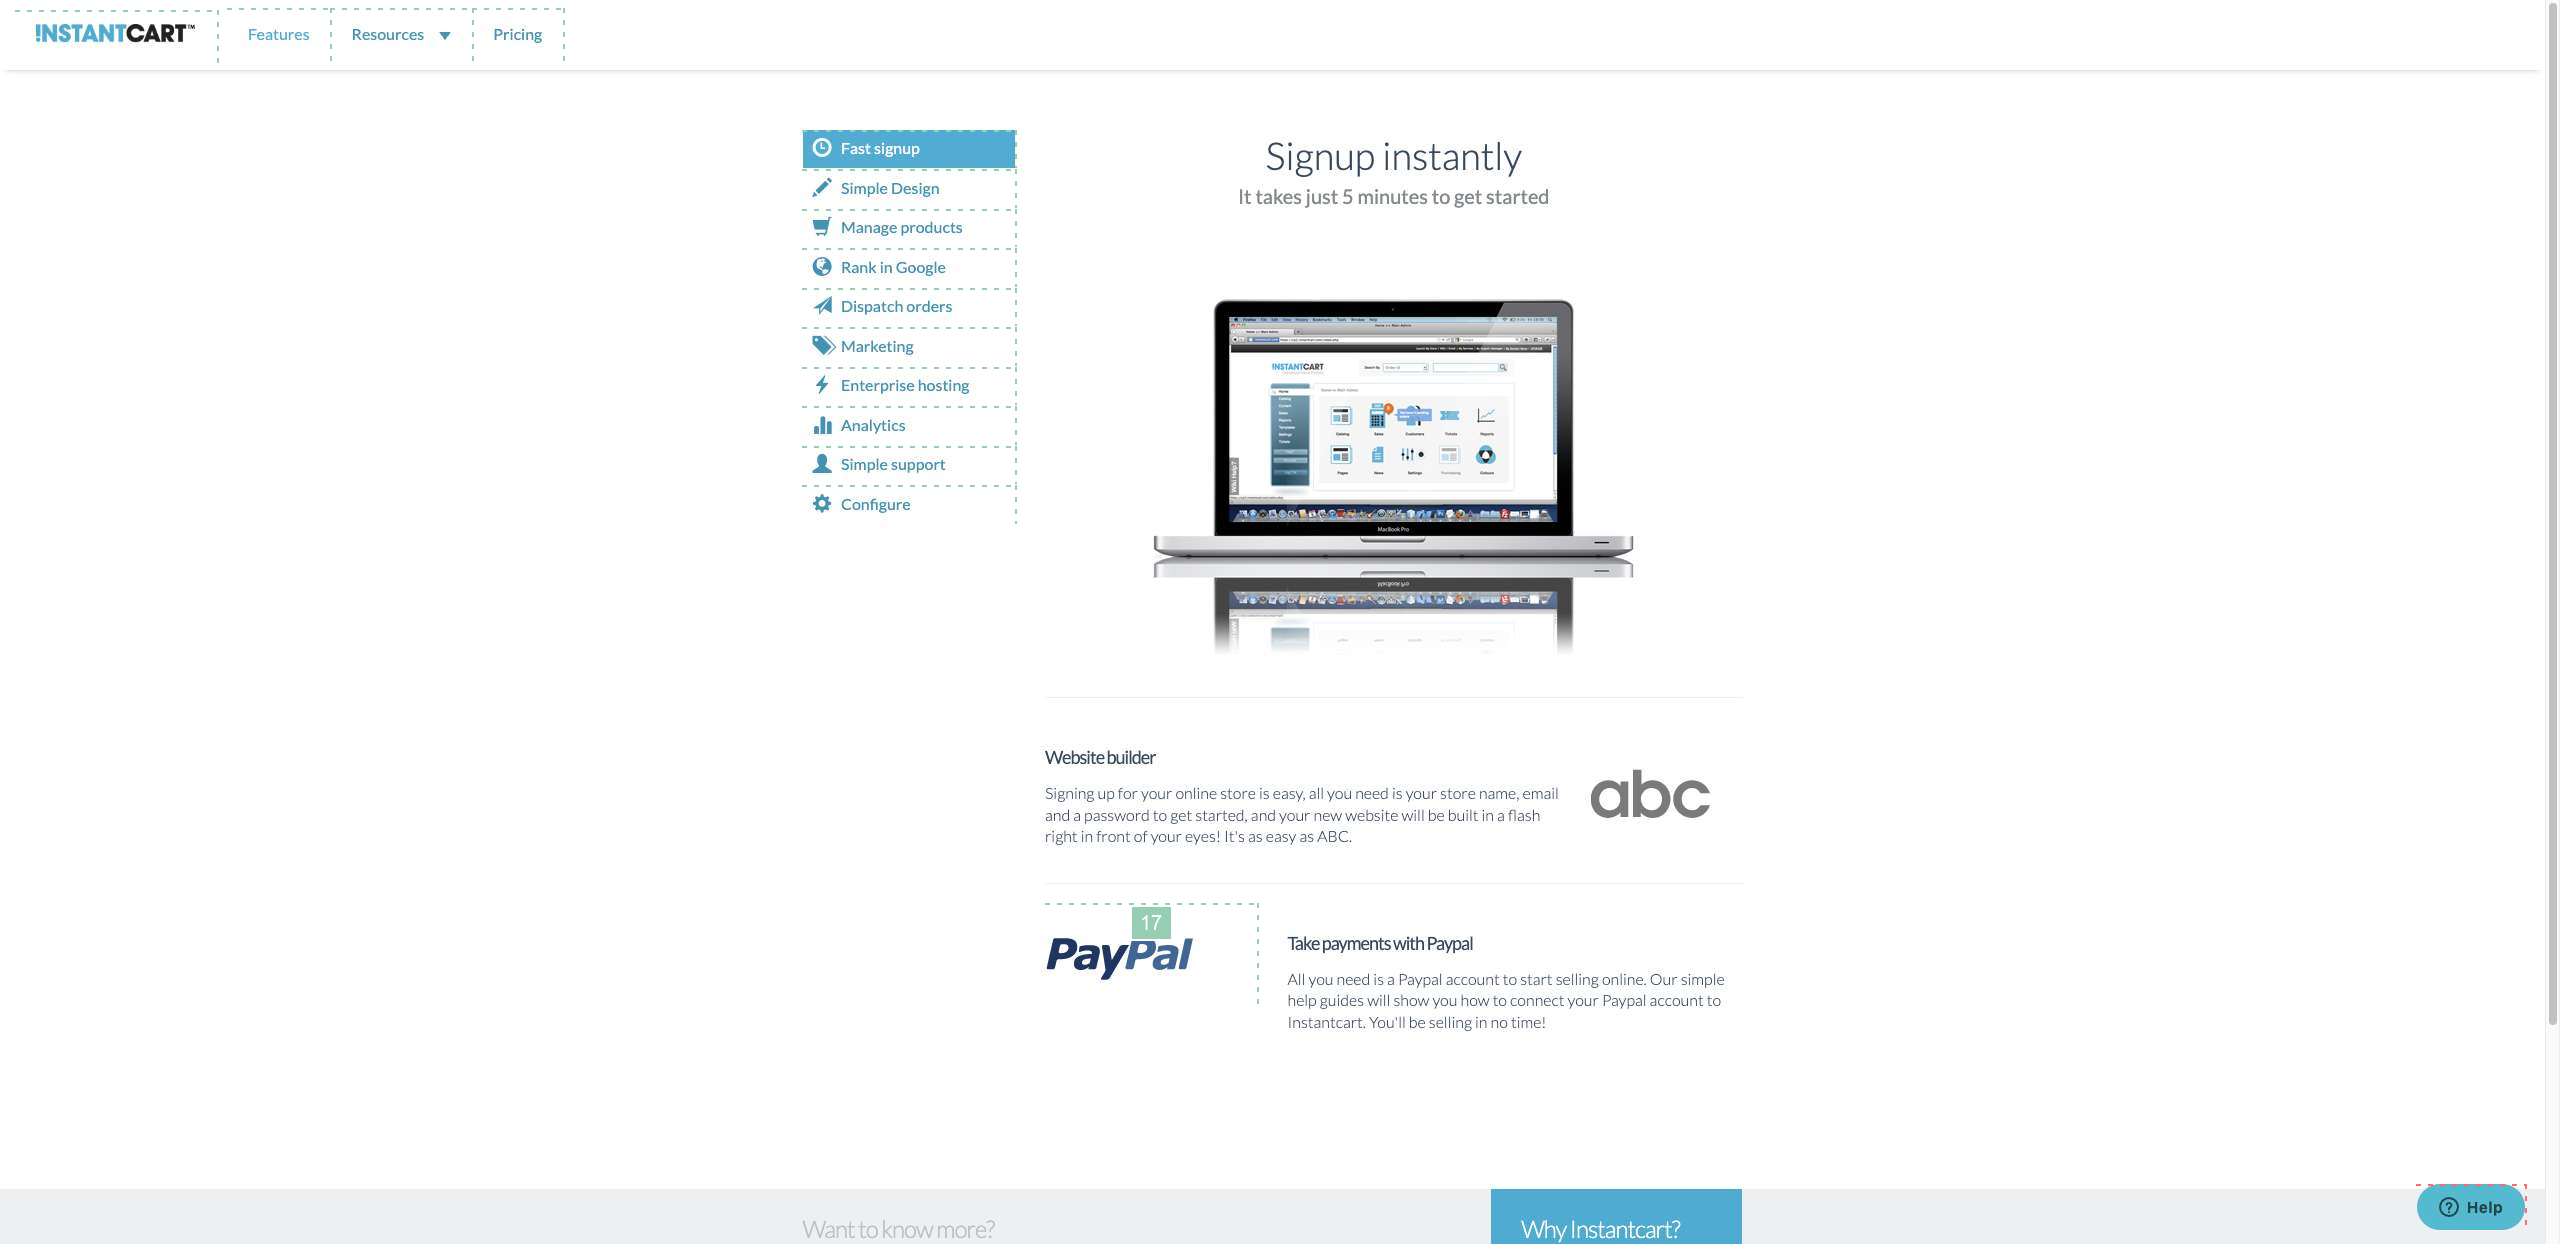 INSTANTCART™
Features
Resources
Pricing
Fast signup
Simple Design
Manage products
Rank in Google
Dispatch orders
Marketing
Enterprise hosting
Analytics
Simple support
Configure
Signup instantly
It takes just 5 minutes to get started
INSTANTCART
MacBook Pro
Website builder
Signing up for your online store is easy, all you need is your store name, email
and a password to get started, and your new website will be built in a flash
right in front of your eyes! It's as easy as ABC.
abc
17
PayPal
Take payments with Paypal
All you need is a Paypal account to start selling online. Our simple
help guides will show you how to connect your Paypal account to
Instantcart. You'll be selling in no time!
Want to know more?
Why Instantcart?
Help